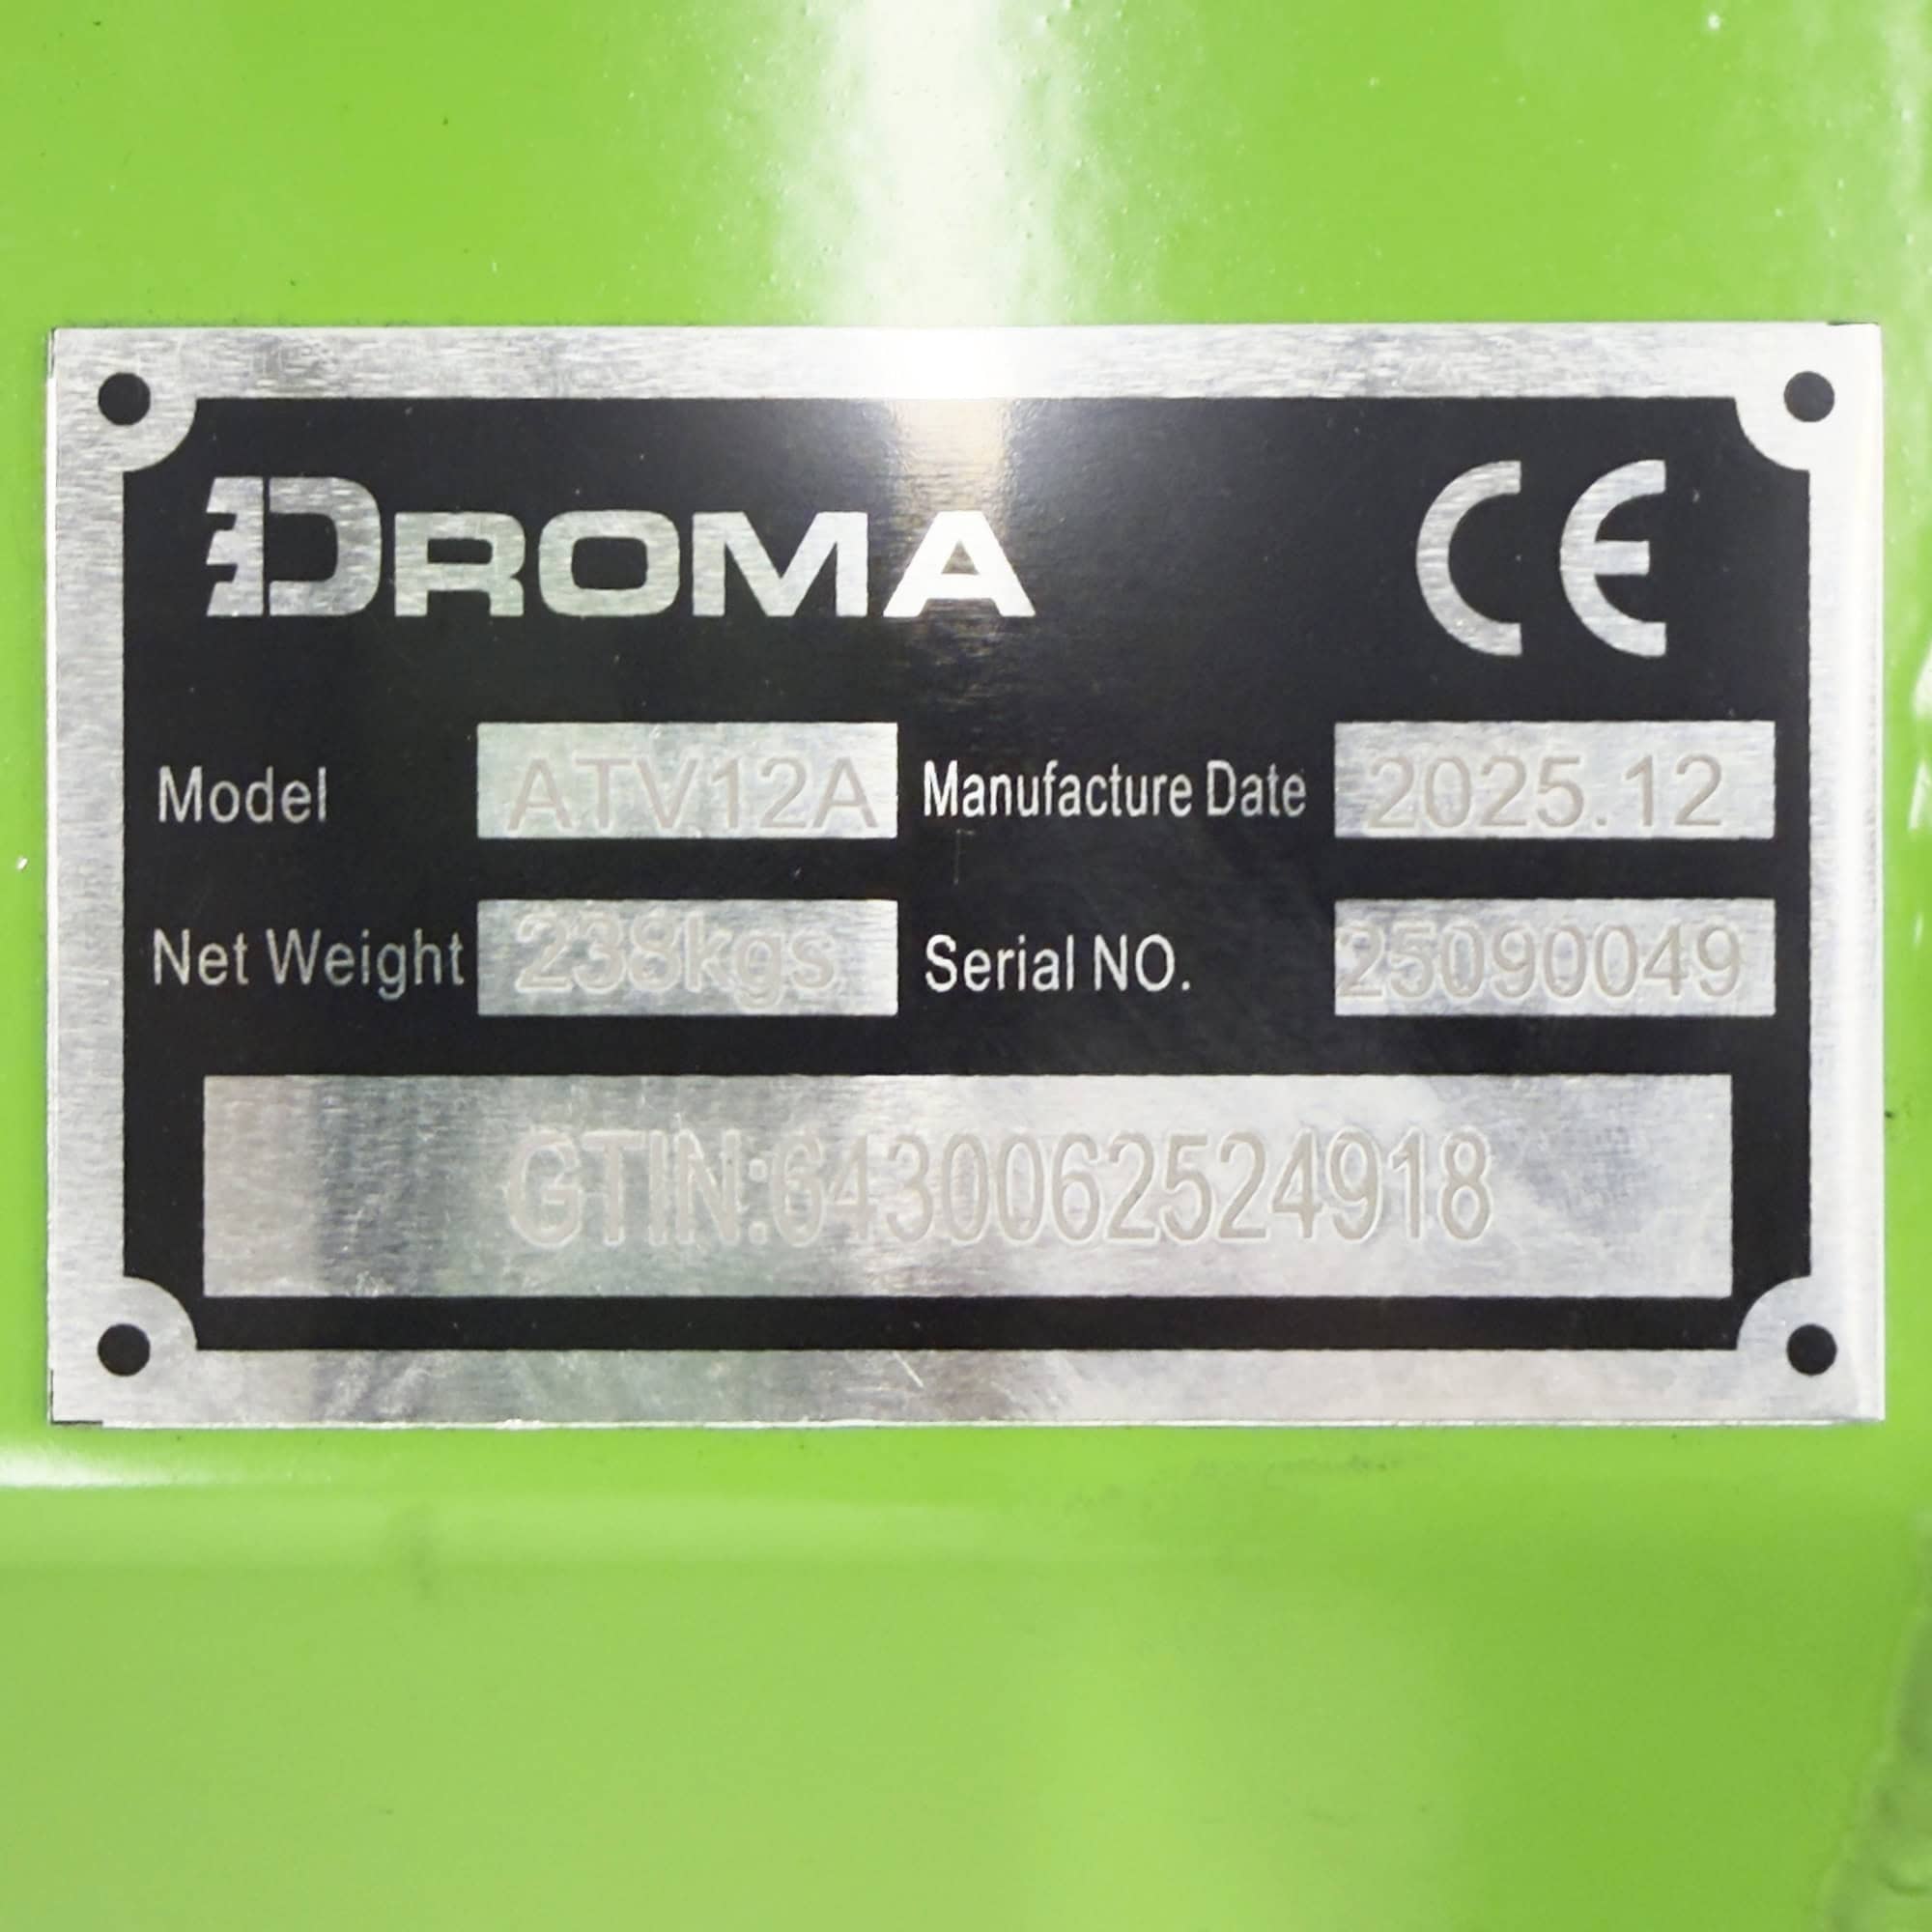 DROMA CE
Model ATV12A Manufacture Date 2025.12
Net Weight 238kgs Serial NO. 25090049
GTIN:6430062524918